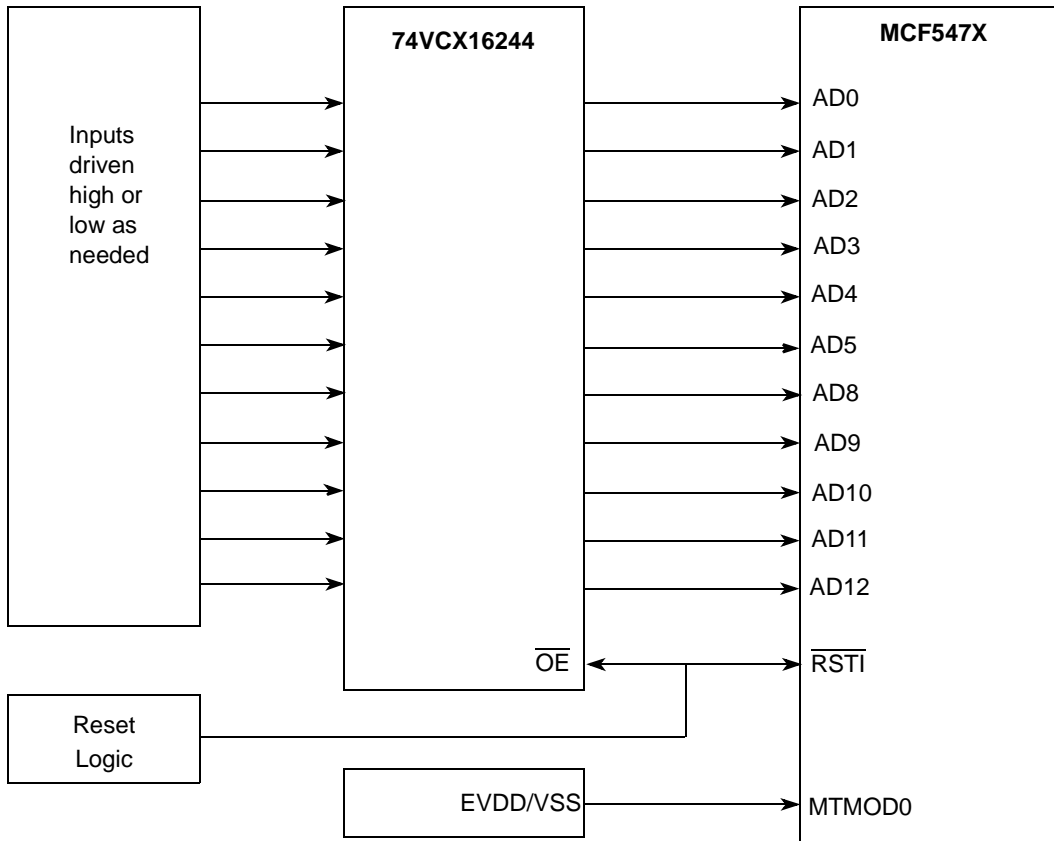 74VCX16244
MCF547X
Inputs
driven
high or
low as
needed
AD0
AD1
AD2
AD3
AD4
AD5
AD8
AD9
AD10
AD11
AD12
OE
RSTI
Reset
Logic
EVDD/VSS
MTMOD0